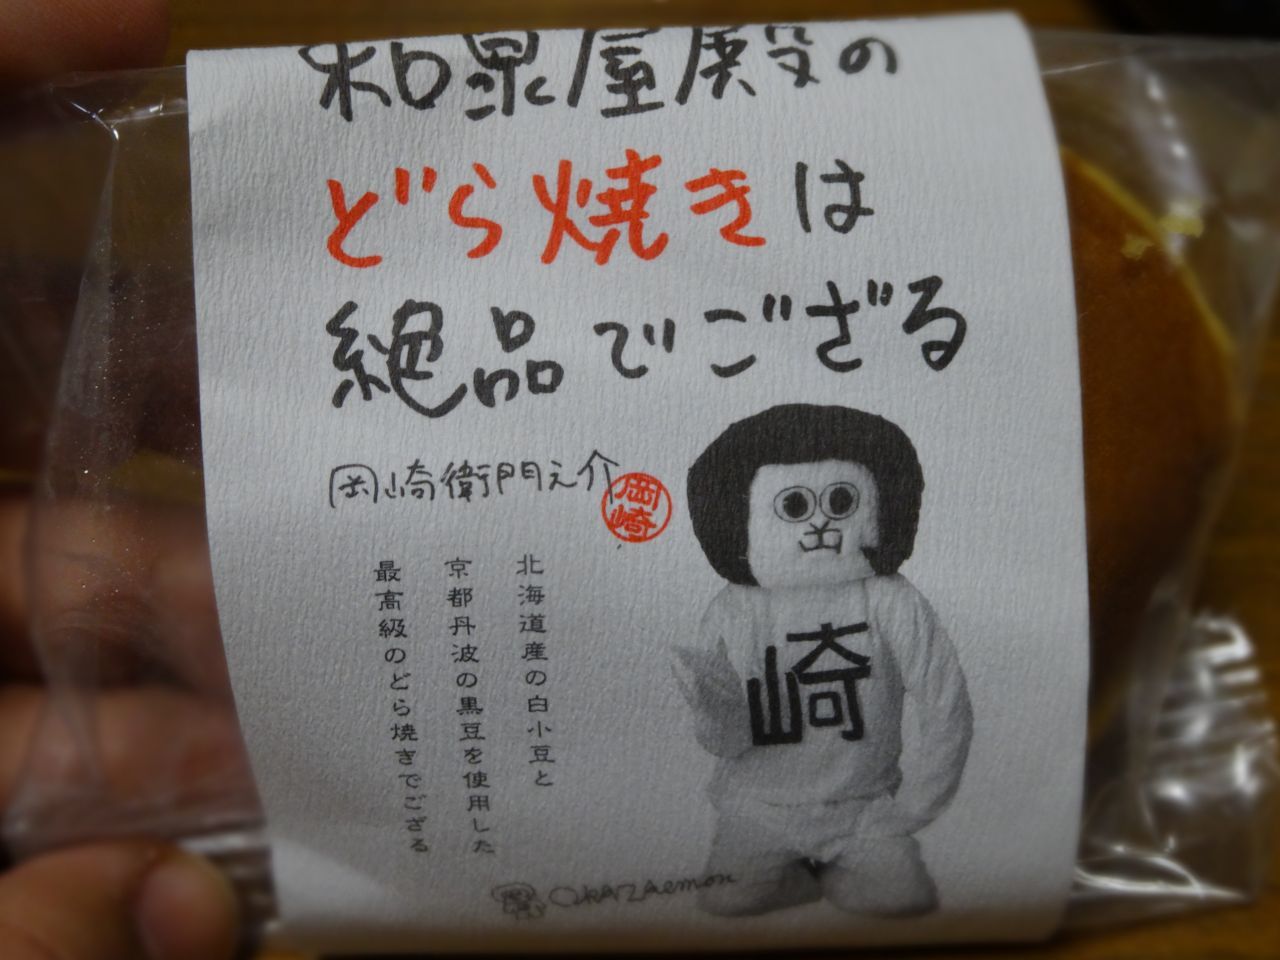 和泉屋殿の
どら焼きは
絶品でござる
岡崎衛門之介
岡崎
北海道産の白小豆と
京都丹波の黒豆を使用した
最高級のどら焼きでござる
崎
OKAZAemon